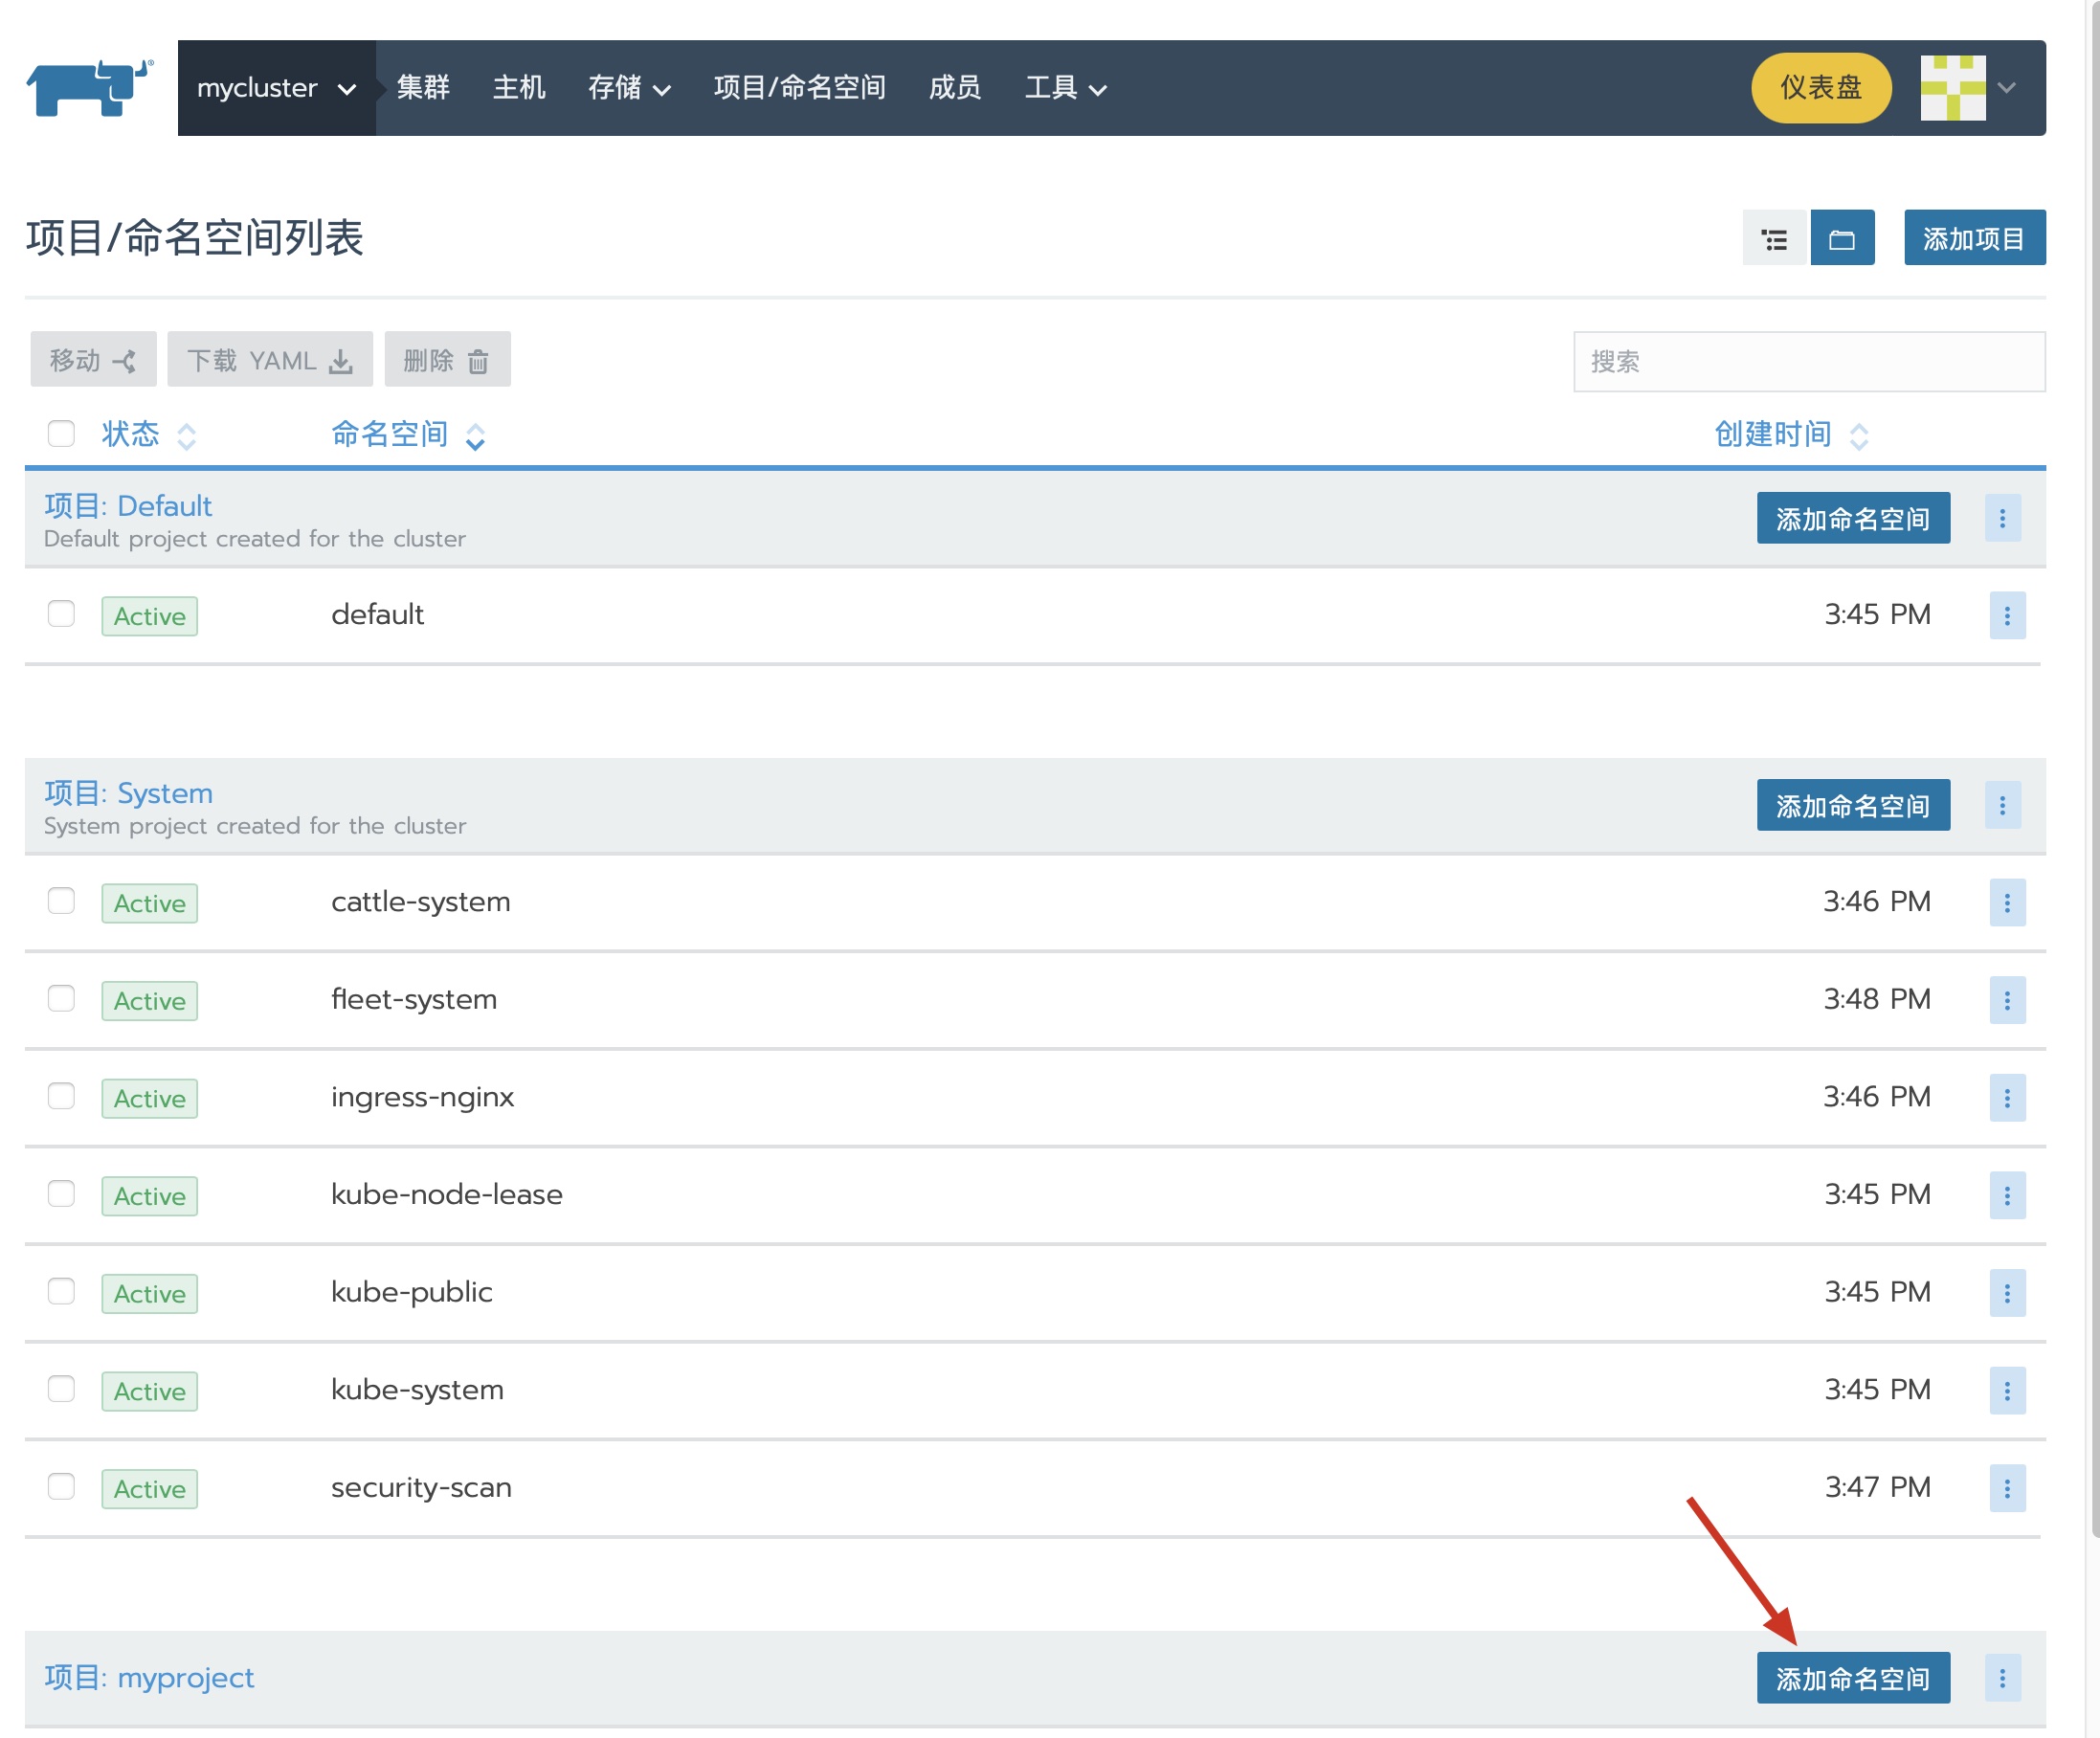 mycluster 集群 主机 存储 项目/命名空间 成员 工具 仪表盘
项目/命名空间列表 添加项目
移动 下载 YAML 删除 搜索
状态 命名空间 创建时间
项目: Default 添加命名空间
Default project created for the cluster
Active default 3:45 PM
项目: System 添加命名空间
System project created for the cluster
Active cattle-system 3:46 PM
Active fleet-system 3:48 PM
Active ingress-nginx 3:46 PM
Active kube-node-lease 3:45 PM
Active kube-public 3:45 PM
Active kube-system 3:45 PM
Active security-scan 3:47 PM
项目: myproject 添加命名空间